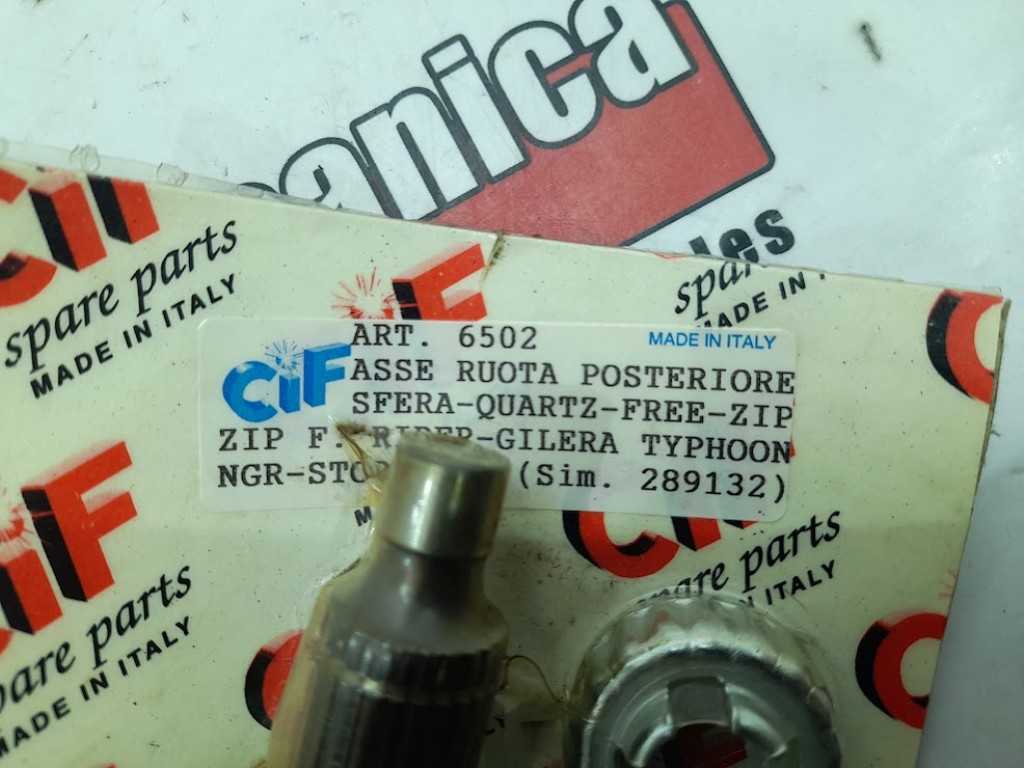 anica
les
CiF
spare parts
MADE IN ITALY
spare
MADE IN
CiF
ART. 6502
MADE IN ITALY
ASSE RUOTA POSTERIORE
SFERA-QUARTZ-FREE-ZIP
ZIP F. RIDER-GILERA TYPHOON
NGR-STO (Sim. 289132)
spare parts
IN ITALY
CiF
spare parts
MADE IN ITALY